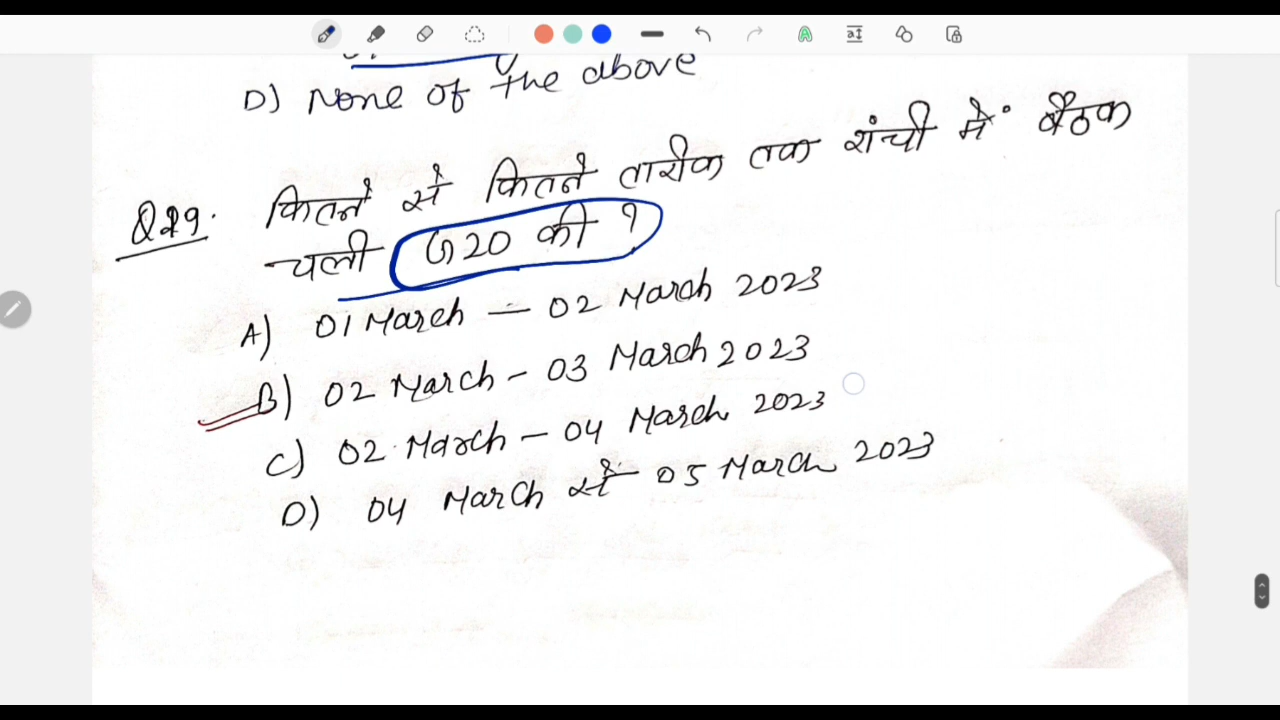 D) None of the above
Q29. कितने से कितने तारीक तक रांची में बैठक
चली G20 की ?
A) 01 March - 02 March 2023
B) 02 March - 03 March 2023
C) 02 March - 04 March 2023
D) 04 March से 05 March 2023